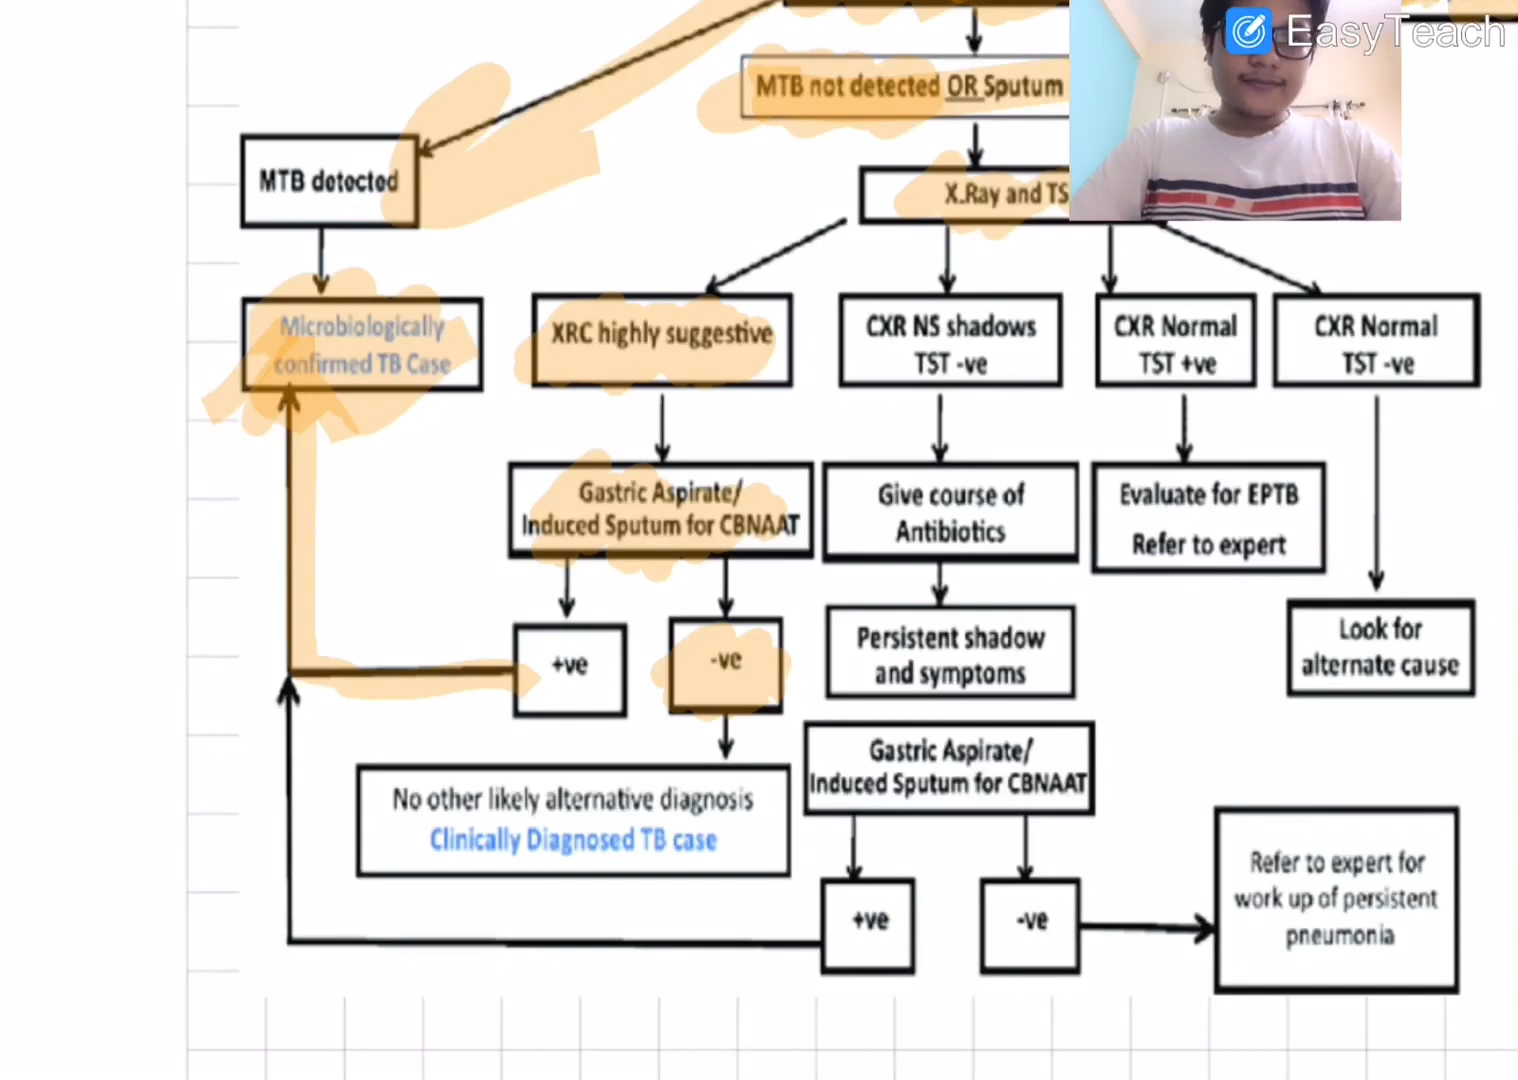 EasyTeach
MTB not detected OR Sputum
MTB detected
X.Ray and TS
Microbiologically
confirmed TB Case
XRC highly suggestive
CXR NS shadows
TST -ve
CXR Normal
TST +ve
CXR Normal
TST -ve
Gastric Aspirate/
Induced Sputum for CBNAAT
Give course of
Antibiotics
Evaluate for EPTB
Refer to expert
+ve
-ve
Persistent shadow
and symptoms
Look for
alternate cause
Gastric Aspirate/
Induced Sputum for CBNAAT
No other likely alternative diagnosis
Clinically Diagnosed TB case
+ve
-ve
Refer to expert for
work up of persistent
pneumonia